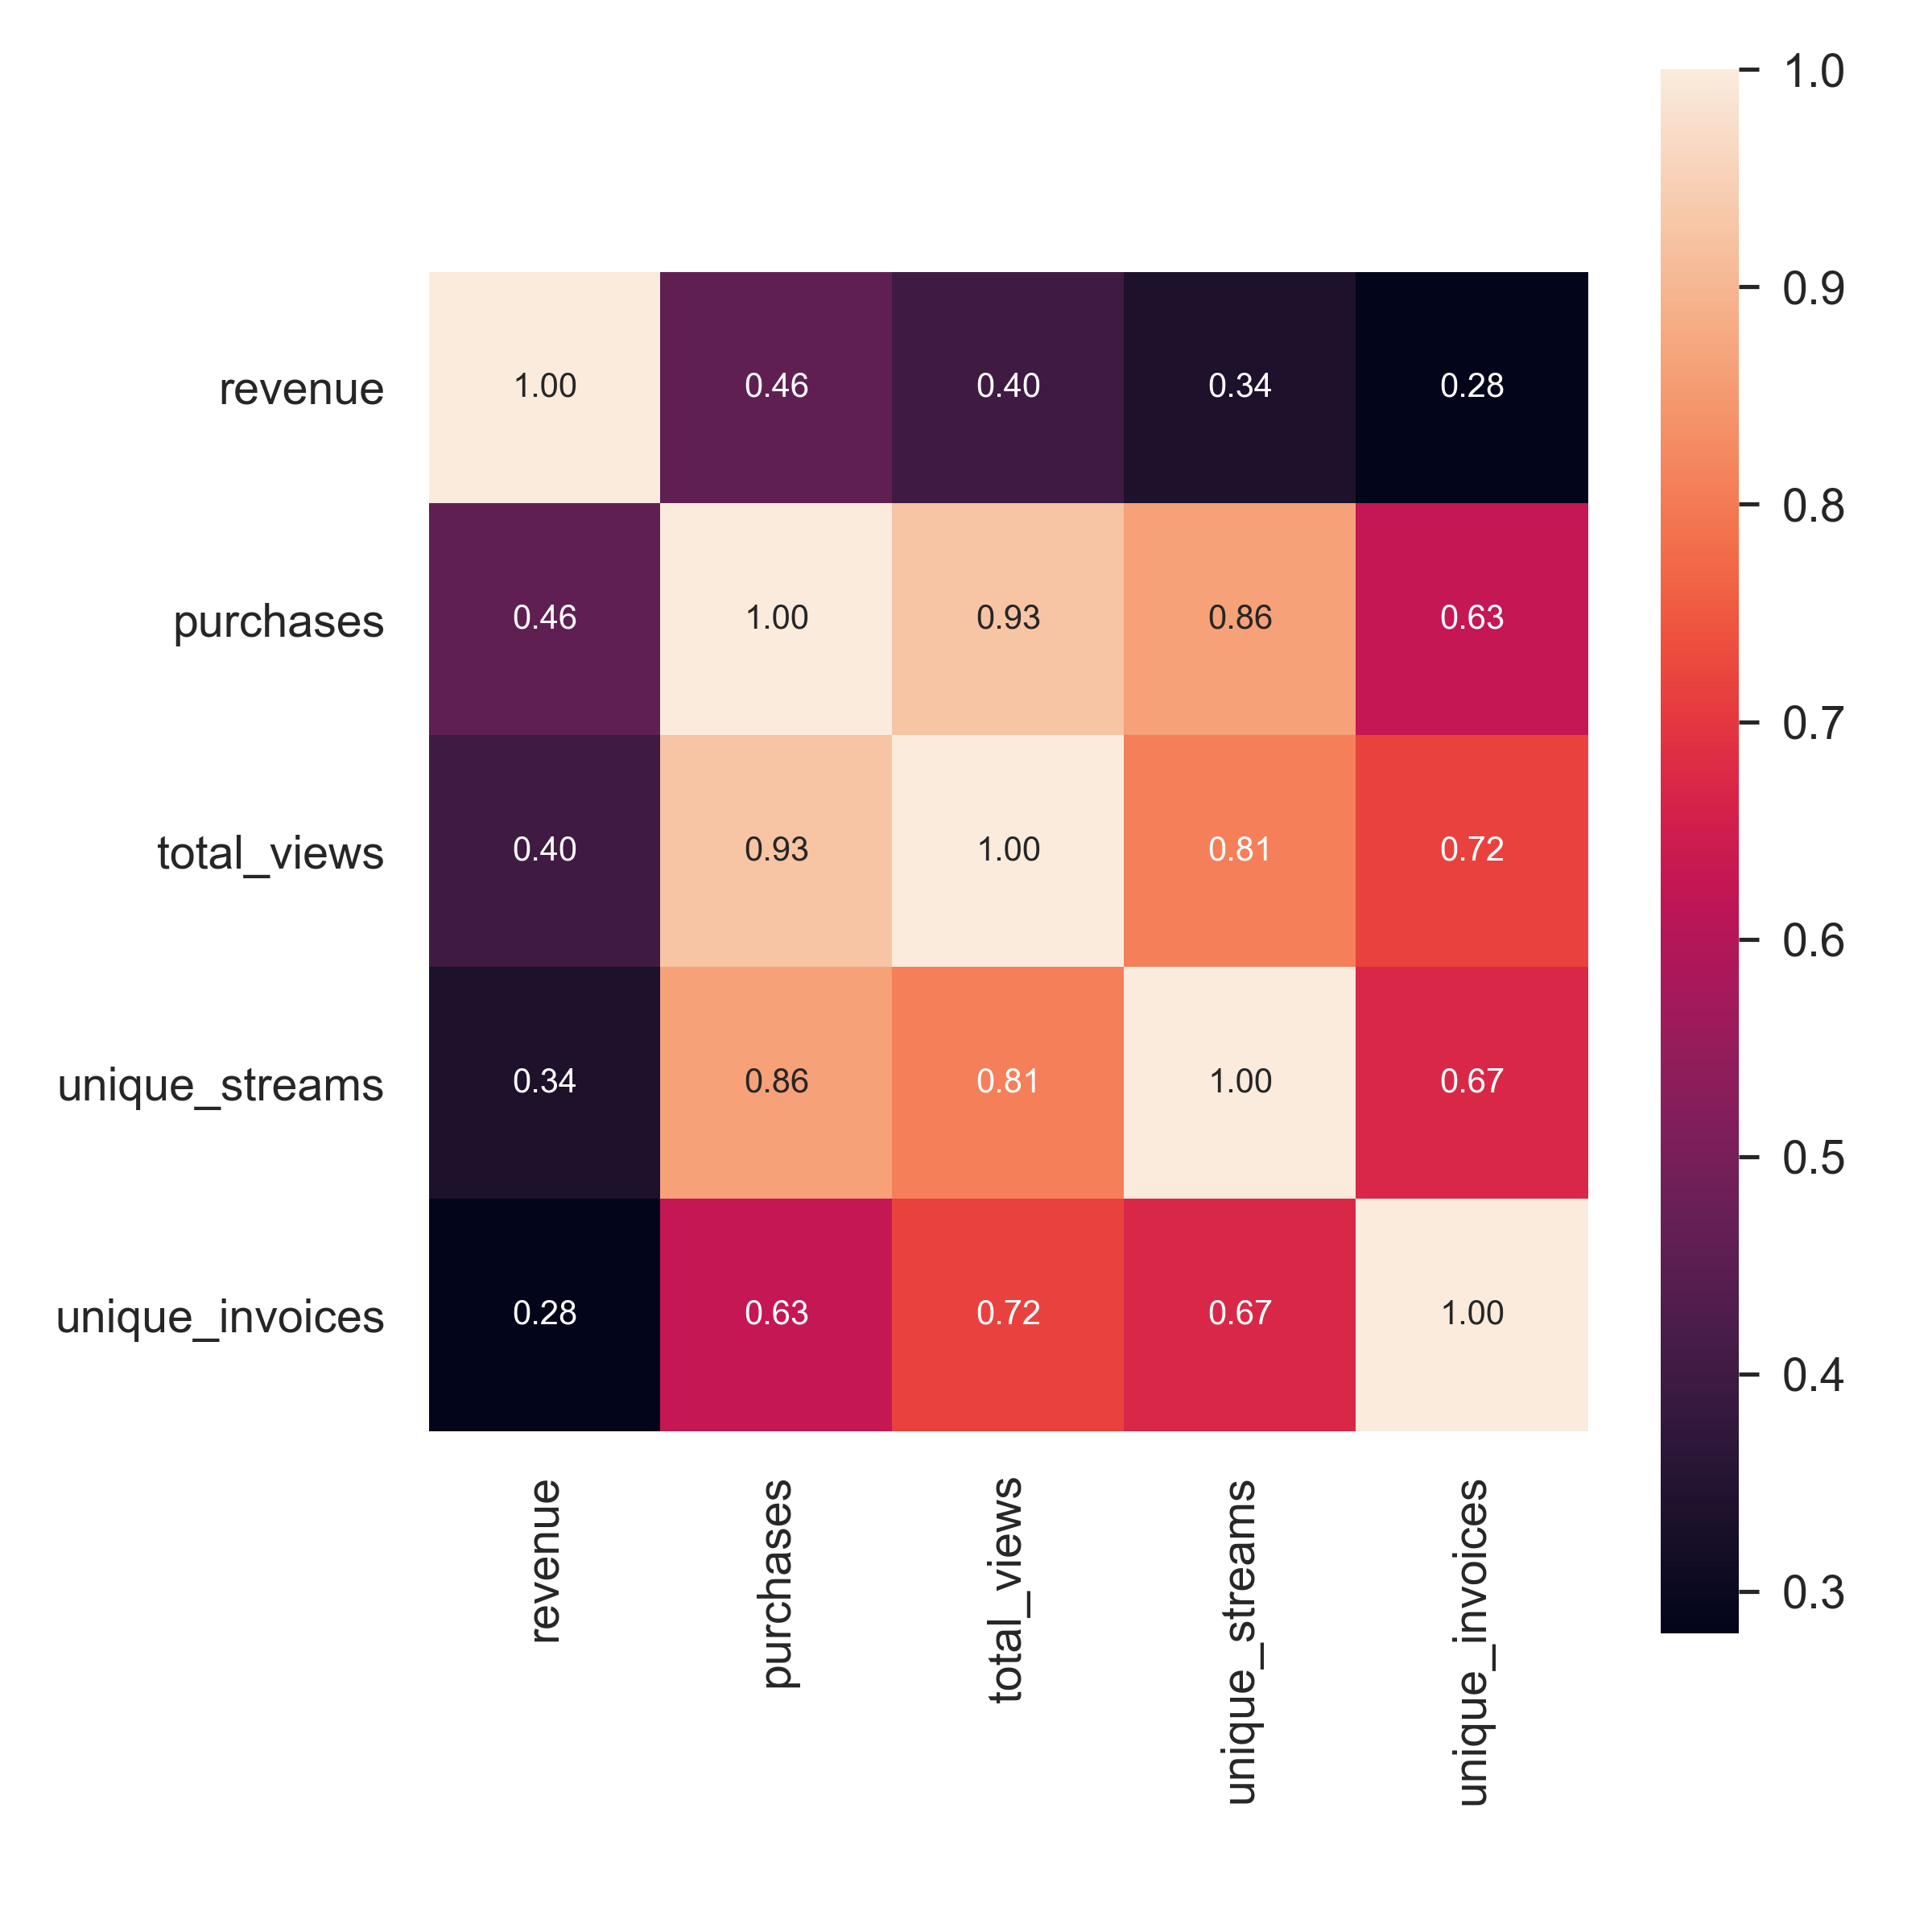 revenue 1.00 0.46 0.40 0.34 0.28
purchases 0.46 1.00 0.93 0.86 0.63
total_views 0.40 0.93 1.00 0.81 0.72
unique_streams 0.34 0.86 0.81 1.00 0.67
unique_invoices 0.28 0.63 0.72 0.67 1.00
revenue
purchases
total_views
unique_streams
unique_invoices
1.0
0.9
0.8
0.7
0.6
0.5
0.4
0.3